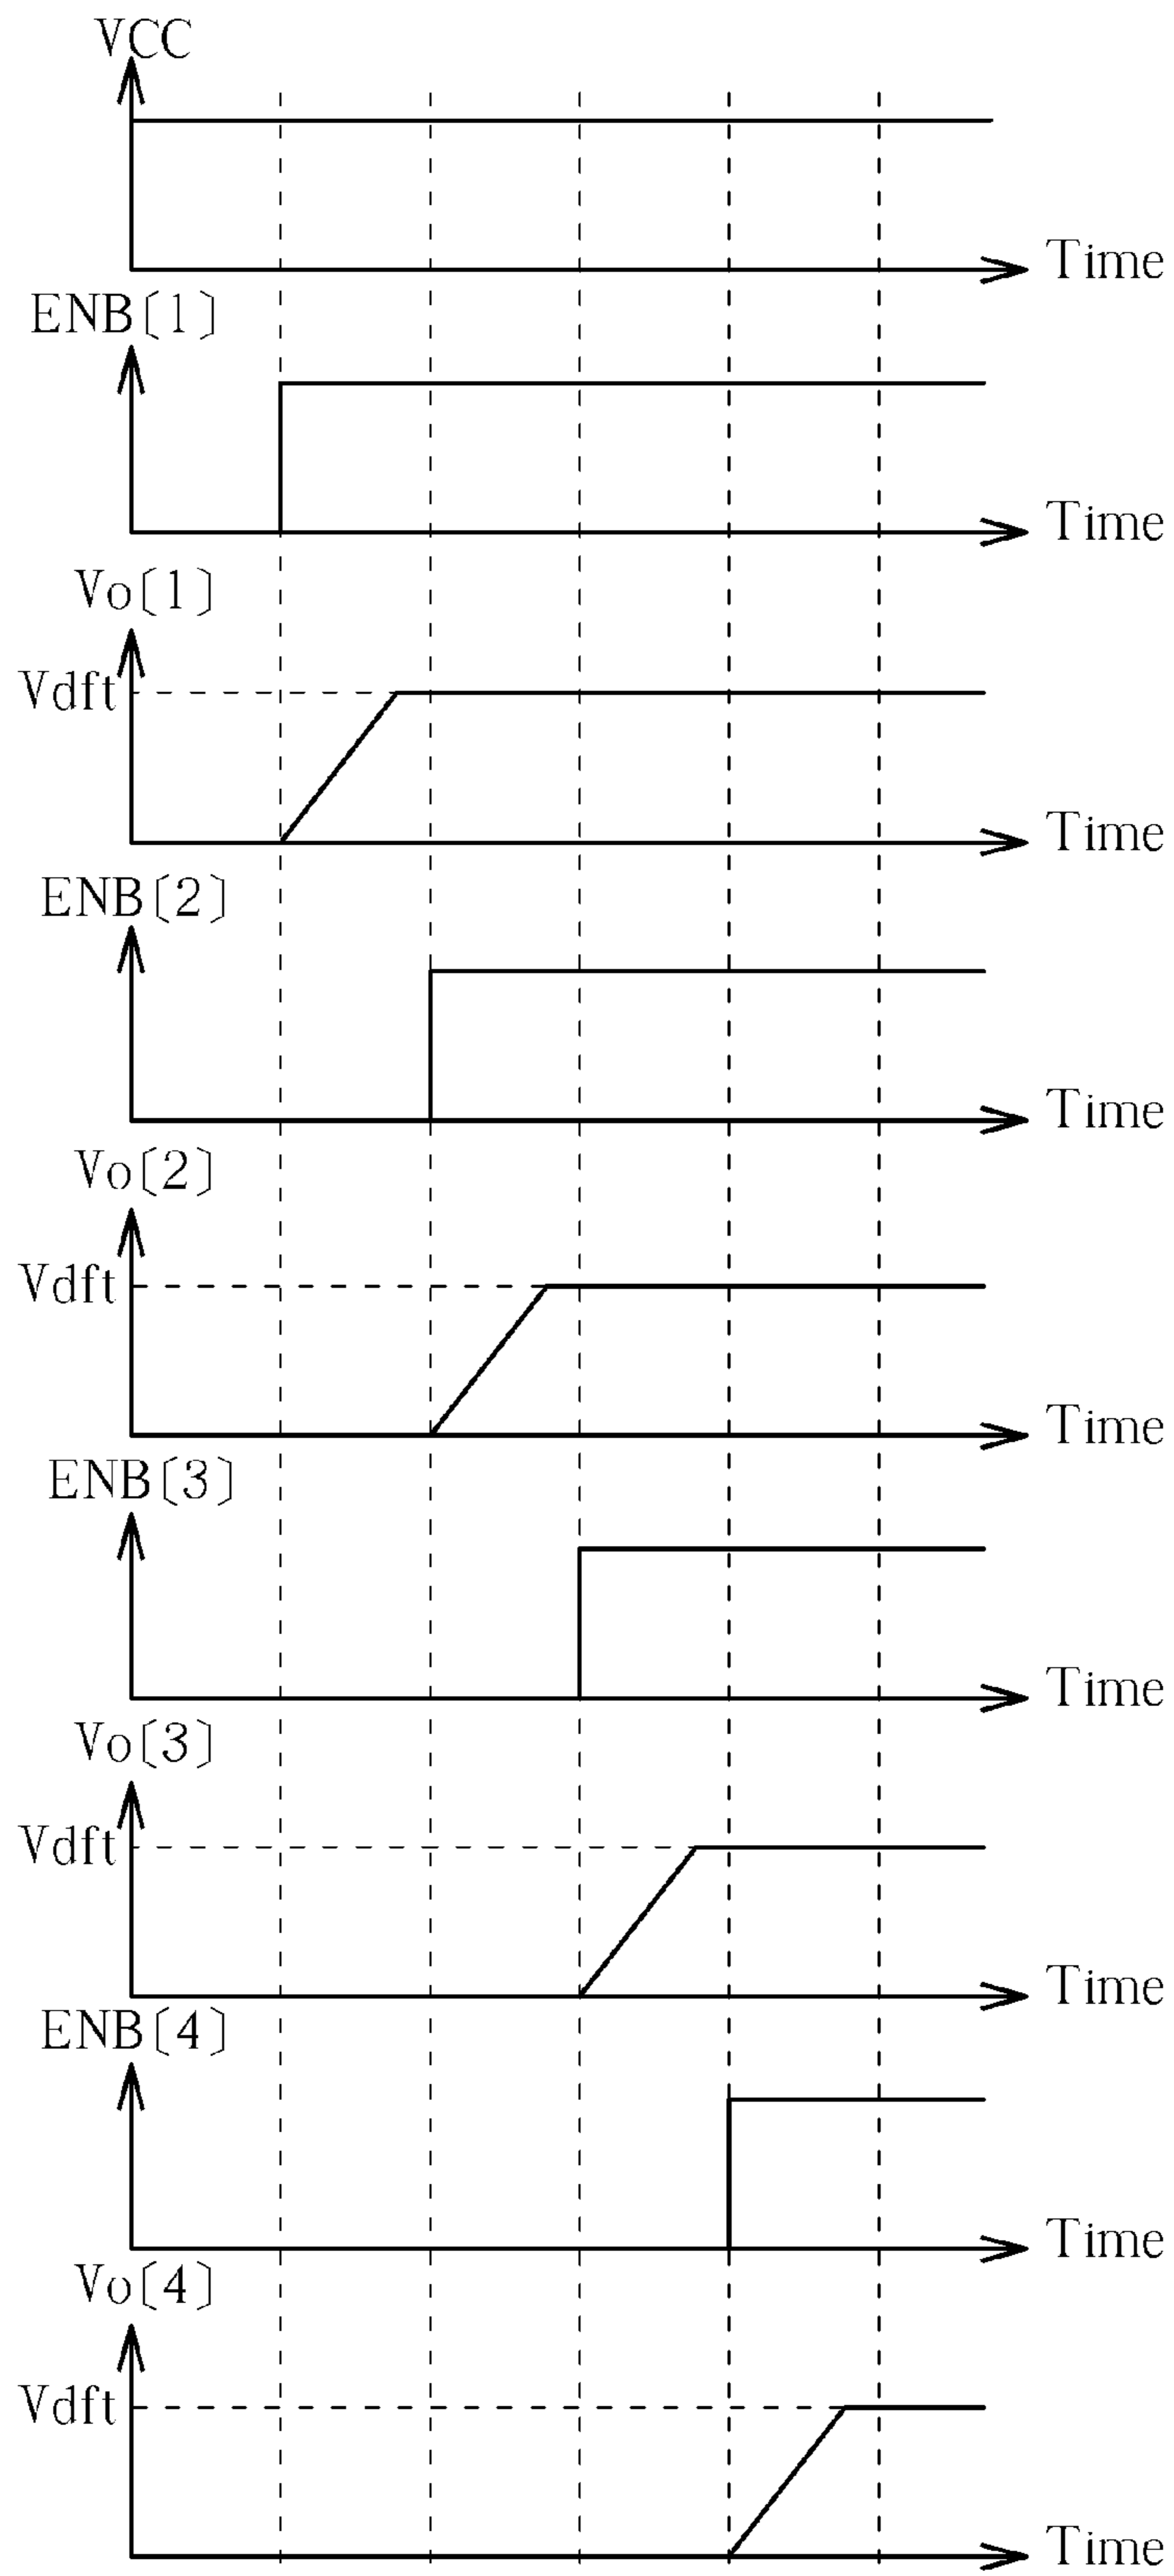 VCC
Time
ENB[1]
Time
Vo[1]
Vdft
Time
ENB[2]
Time
Vo[2]
Vdft
Time
ENB[3]
Time
Vo[3]
Vdft
Time
ENB[4]
Time
Vo[4]
Vdft
Time